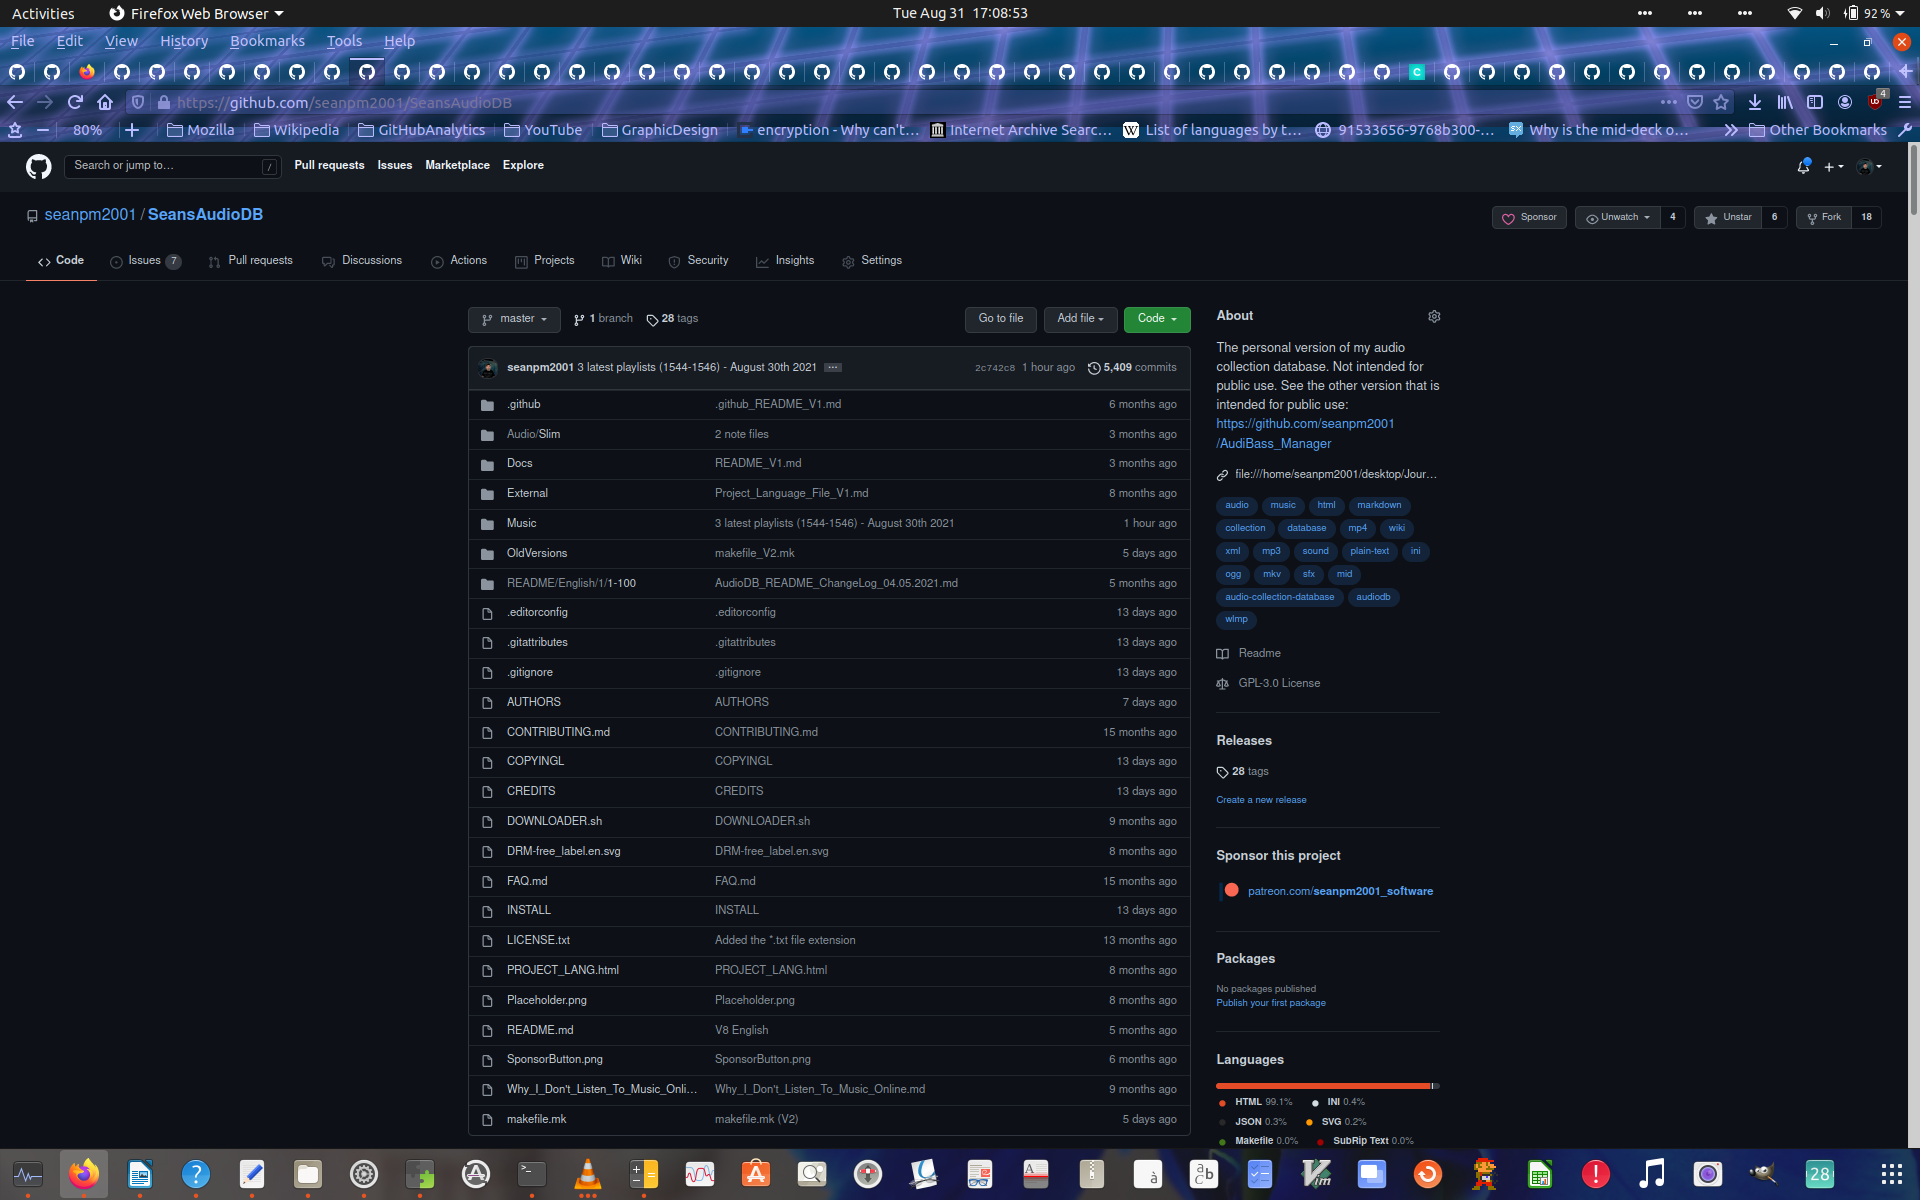 Activities
Firefox Web Browser
Tue Aug 31 17:08:53
92 %
File Edit View History Bookmarks Tools Help
https://github.com/seanpm2001/SeansAudioDB
4
80%
Mozilla
Wikipedia
GitHubAnalytics
YouTube
GraphicDesign
encryption - Why can't…
Internet Archive Searc…
List of languages by t…
91533656-9768b300-…
Why is the mid-deck o…
Other Bookmarks
Search or jump to…
/
Pull requests
Issues
Marketplace
Explore
seanpm2001 / SeansAudioDB
Sponsor
Unwatch 4
Unstar 6
Fork 18
Code
Issues 7
Pull requests
Discussions
Actions
Projects
Wiki
Security
Insights
Settings
master
1 branch
28 tags
Go to file
Add file
Code
seanpm2001 3 latest playlists (1544-1546) - August 30th 2021 ...
2c742c8 1 hour ago
5,409 commits
.github .github_README_V1.md 6 months ago
Audio/Slim 2 note files 3 months ago
Docs README_V1.md 3 months ago
External Project_Language_File_V1.md 8 months ago
Music 3 latest playlists (1544-1546) - August 30th 2021 1 hour ago
OldVersions makefile_V2.mk 5 days ago
README/English/1/1-100 AudioDB_README_ChangeLog_04.05.2021.md 5 months ago
.editorconfig .editorconfig 13 days ago
.gitattributes .gitattributes 13 days ago
.gitignore .gitignore 13 days ago
AUTHORS AUTHORS 7 days ago
CONTRIBUTING.md CONTRIBUTING.md 15 months ago
COPYINGL COPYINGL 13 days ago
CREDITS CREDITS 13 days ago
DOWNLOADER.sh DOWNLOADER.sh 9 months ago
DRM-free_label.en.svg DRM-free_label.en.svg 8 months ago
FAQ.md FAQ.md 15 months ago
INSTALL INSTALL 13 days ago
LICENSE.txt Added the *.txt file extension 13 months ago
PROJECT_LANG.html PROJECT_LANG.html 8 months ago
Placeholder.png Placeholder.png 8 months ago
README.md V8 English 5 months ago
SponsorButton.png SponsorButton.png 6 months ago
Why_I_Don't_Listen_To_Music_Onli… Why_I_Don't_Listen_To_Music_Online.md 9 months ago
makefile.mk makefile.mk (V2) 5 days ago
About
The personal version of my audio
collection database. Not intended for
public use. See the other version that is
intended for public use:
https://github.com/seanpm2001
/AudiBass_Manager
file:///home/seanpm2001/desktop/Jour…
audio music html markdown
collection database mp4 wiki
xml mp3 sound plain-text ini
ogg mkv sfx mid
audio-collection-database audiodb
wlmp
Readme
GPL-3.0 License
Releases
28 tags
Create a new release
Sponsor this project
patreon.com/seanpm2001_software
Packages
No packages published
Publish your first package
Languages
HTML 99.1% INI 0.4%
JSON 0.3% SVG 0.2%
Makefile 0.0% SubRip Text 0.0%
28